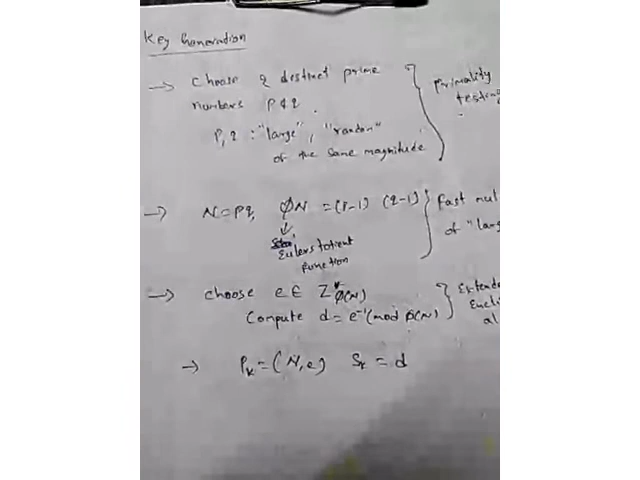 Key Generation
→ Choose 2 distinct prime
numbers p & q .
P, q : "large", "random"
of the same magnitude
Primality
testing
→ N = pq, ϕN = (p-1) (q-1)
Eulers totient
function
Fast mul
of "larg
→ choose e ∈ Z*ϕ(N)
Compute d = e⁻¹ (mod ϕ(N))
Extende
Eucli
al
→ Pk = (N, e) Sk = d